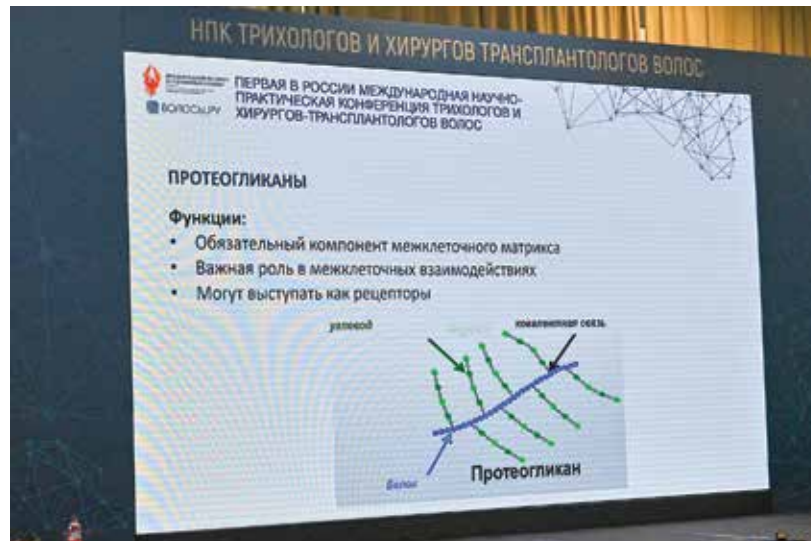 НПК ТРИХОЛОГОВ И ХИРУРГОВ ТРАНСПЛАНТОЛОГОВ ВОЛОС
ПЕРВАЯ В РОССИИ МЕЖДУНАРОДНАЯ НАУЧНО-
ПРАКТИЧЕСКАЯ КОНФЕРЕНЦИЯ ТРИХОЛОГОВ И
ХИРУРГОВ-ТРАНСПЛАНТОЛОГОВ ВОЛОС
ВОЛОСЫ.РУ
ПРОТЕОГЛИКАНЫ
Функции:
• Обязательный компонент межклеточного матрикса
• Важная роль в межклеточных взаимодействиях
• Могут выступать как рецепторы
углевод
ковалентная связь
Белок
Протеогликан